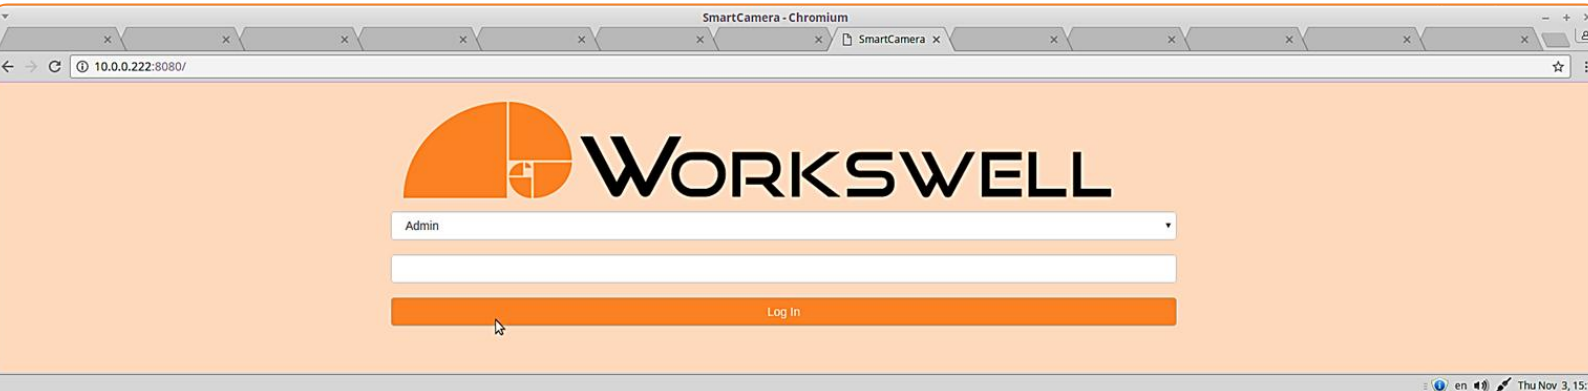 SmartCamera - Chromium
SmartCamera
10.0.0.222:8080/
WORKSWELL
Admin
Log In
en Thu Nov 3, 15: